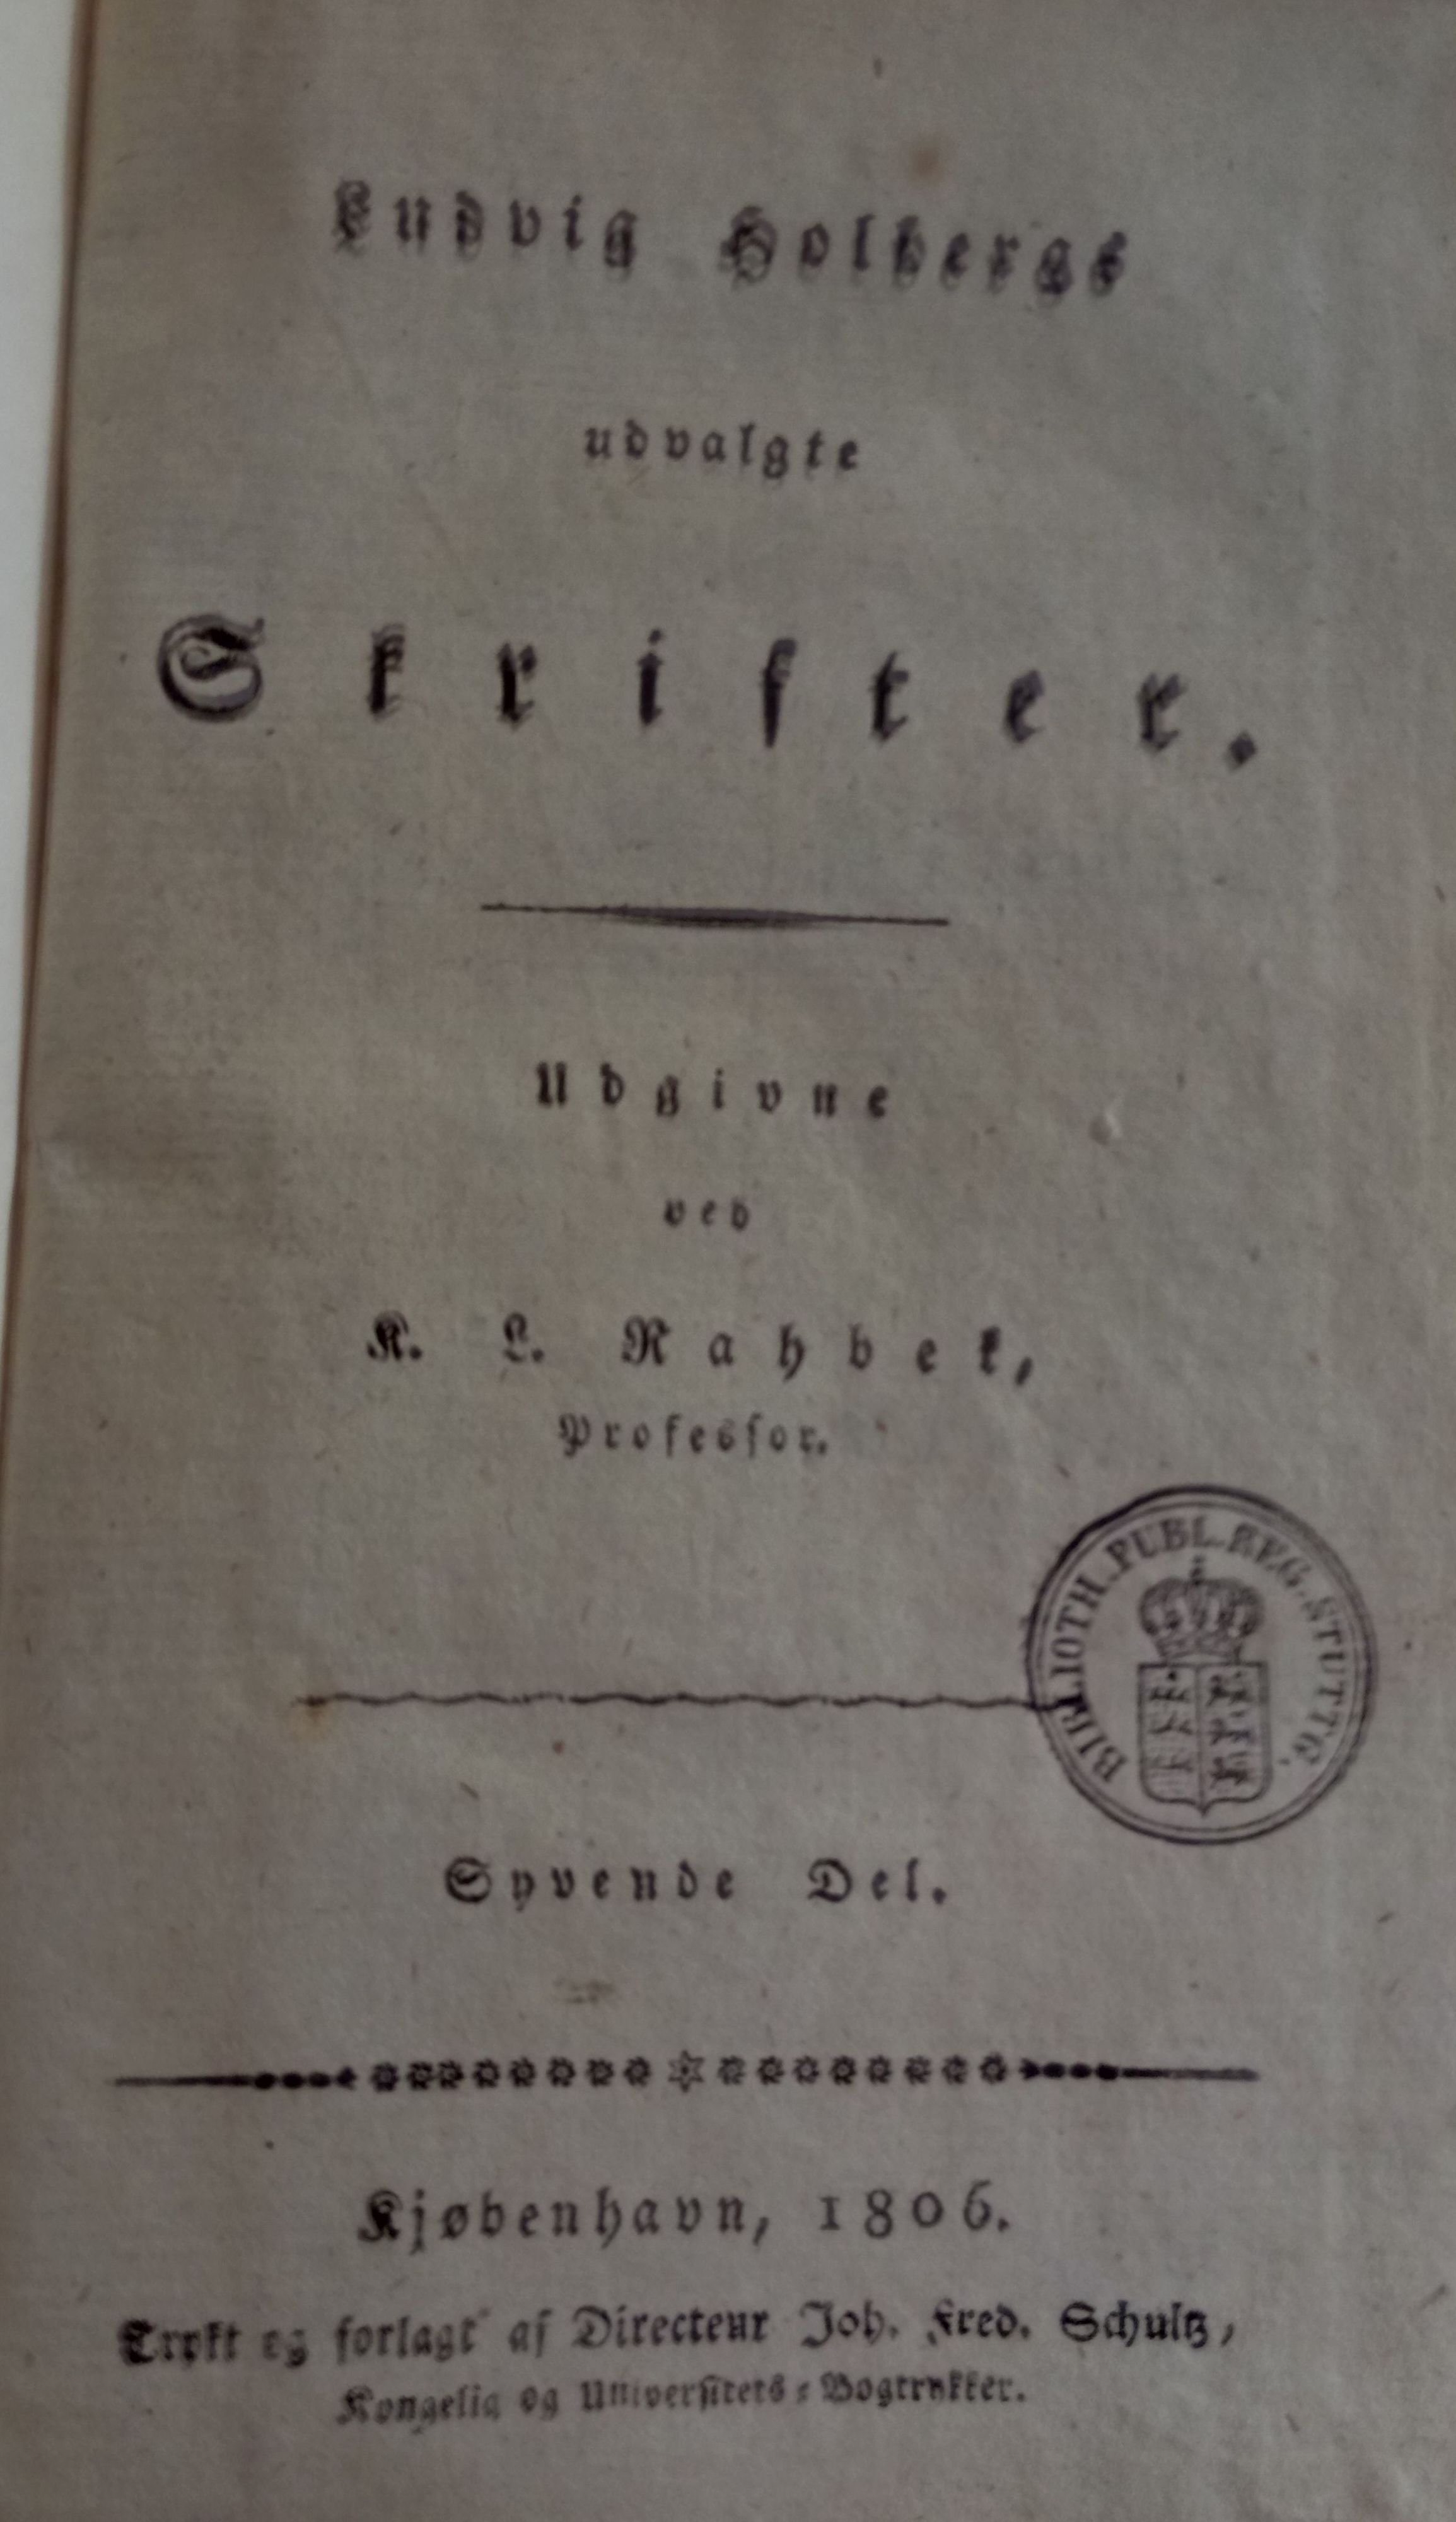 Ludvig Holbergs
udvalgte
Skrifter.
Udgivne
ved
K. L. Rahbek,
Professor.
BIBLIOTH. PUBL. REG. STUTTG.
Syvende Del.
Kjøbenhavn, 1806.
Trykt og forlagt af Directeur Joh. Fred. Schultz,
Kongelig og Universitets-Bogtrykker.